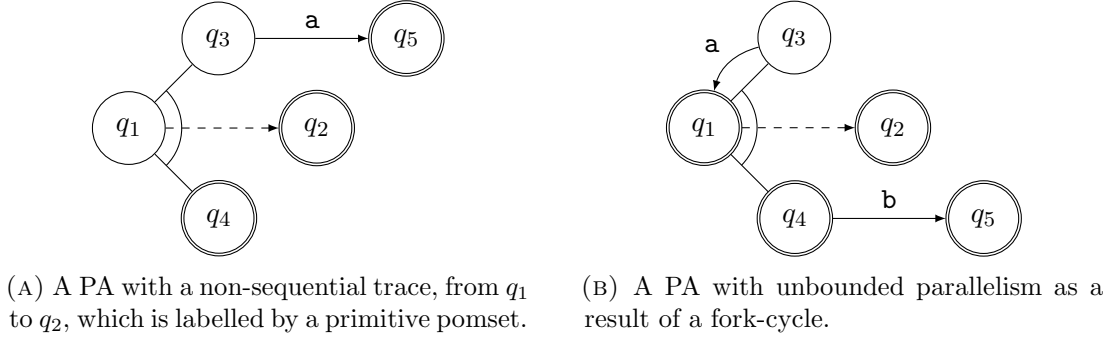 q3 a q5
q1 q2
q4
a q3
q1 q2
q4 b q5
(A) A PA with a non-sequential trace, from q1
to q2, which is labelled by a primitive pomset.
(B) A PA with unbounded parallelism as a
result of a fork-cycle.